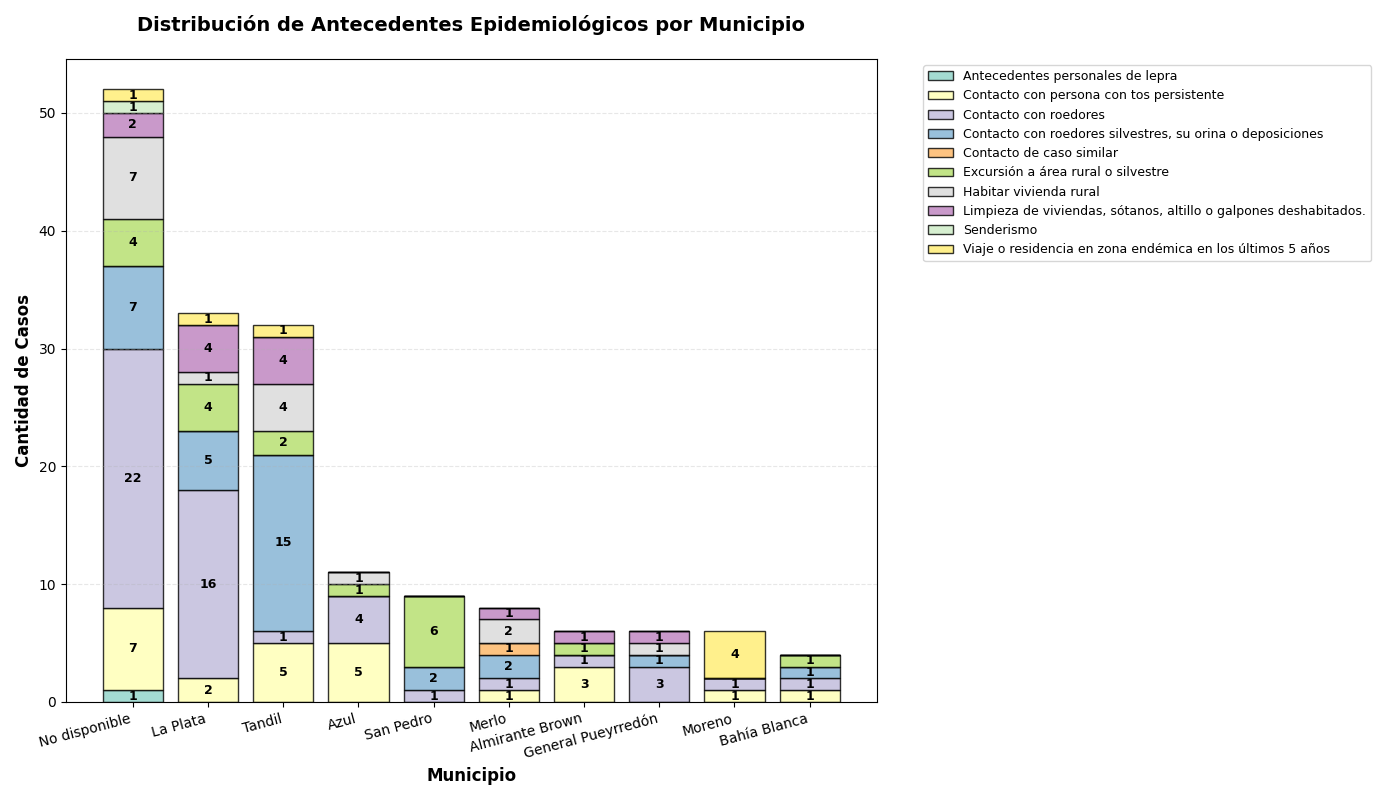 Distribución de Antecedentes Epidemiológicos por Municipio
Cantidad de Casos
50
40
30
20
10
0
1
7
22
7
4
7
2
1
1
2
16
5
4
1
4
1
5
1
15
2
4
4
1
5
4
1
1
1
2
6
1
1
2
1
2
1
3
1
1
1
3
1
1
1
1
1
4
1
1
1
1
No disponible
La Plata
Tandil
Azul
San Pedro
Merlo
Almirante Brown
General Pueyrredón
Moreno
Bahía Blanca
Municipio
Antecedentes personales de lepra
Contacto con persona con tos persistente
Contacto con roedores
Contacto con roedores silvestres, su orina o deposiciones
Contacto de caso similar
Excursión a área rural o silvestre
Habitar vivienda rural
Limpieza de viviendas, sótanos, altillo o galpones deshabitados.
Senderismo
Viaje o residencia en zona endémica en los últimos 5 años